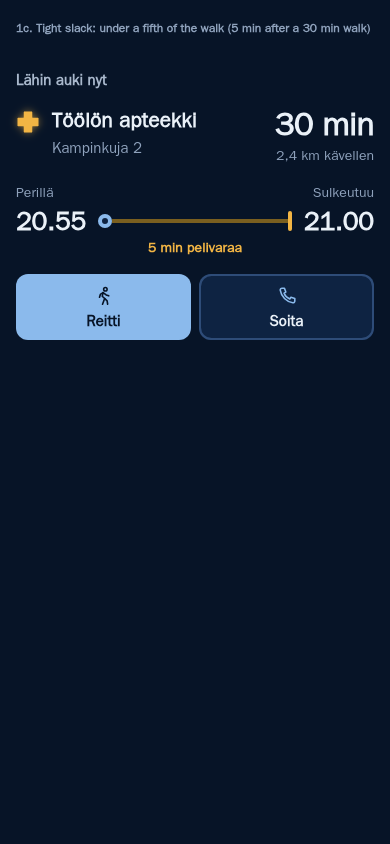 1c. Tight slack: under a fifth of the walk (5 min after a 30 min walk)
Lähin auki nyt
Töölön apteekki
30 min
Kampinkuja 2
2,4 km kävellen
Perillä
Sulkeutuu
20.55
21.00
5 min pelivaraa
Reitti
Soita